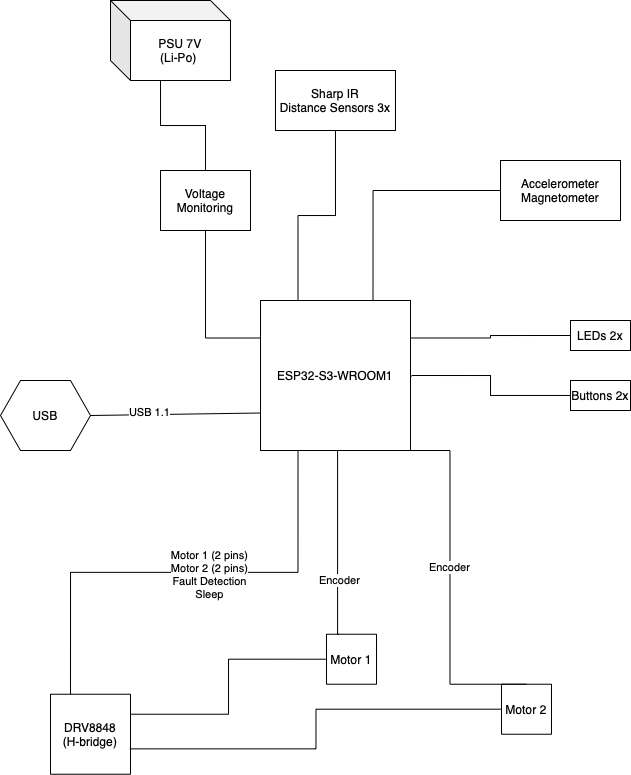 PSU 7V
(Li-Po)
Sharp IR
Distance Sensors 3x
Accelerometer
Magnetometer
Voltage
Monitoring
LEDs 2x
ESP32-S3-WROOM1
Buttons 2x
USB
USB 1.1
Motor 1 (2 pins)
Motor 2 (2 pins)
Fault Detection
Sleep
Encoder
Encoder
Motor 1
Motor 2
DRV8848
(H-bridge)